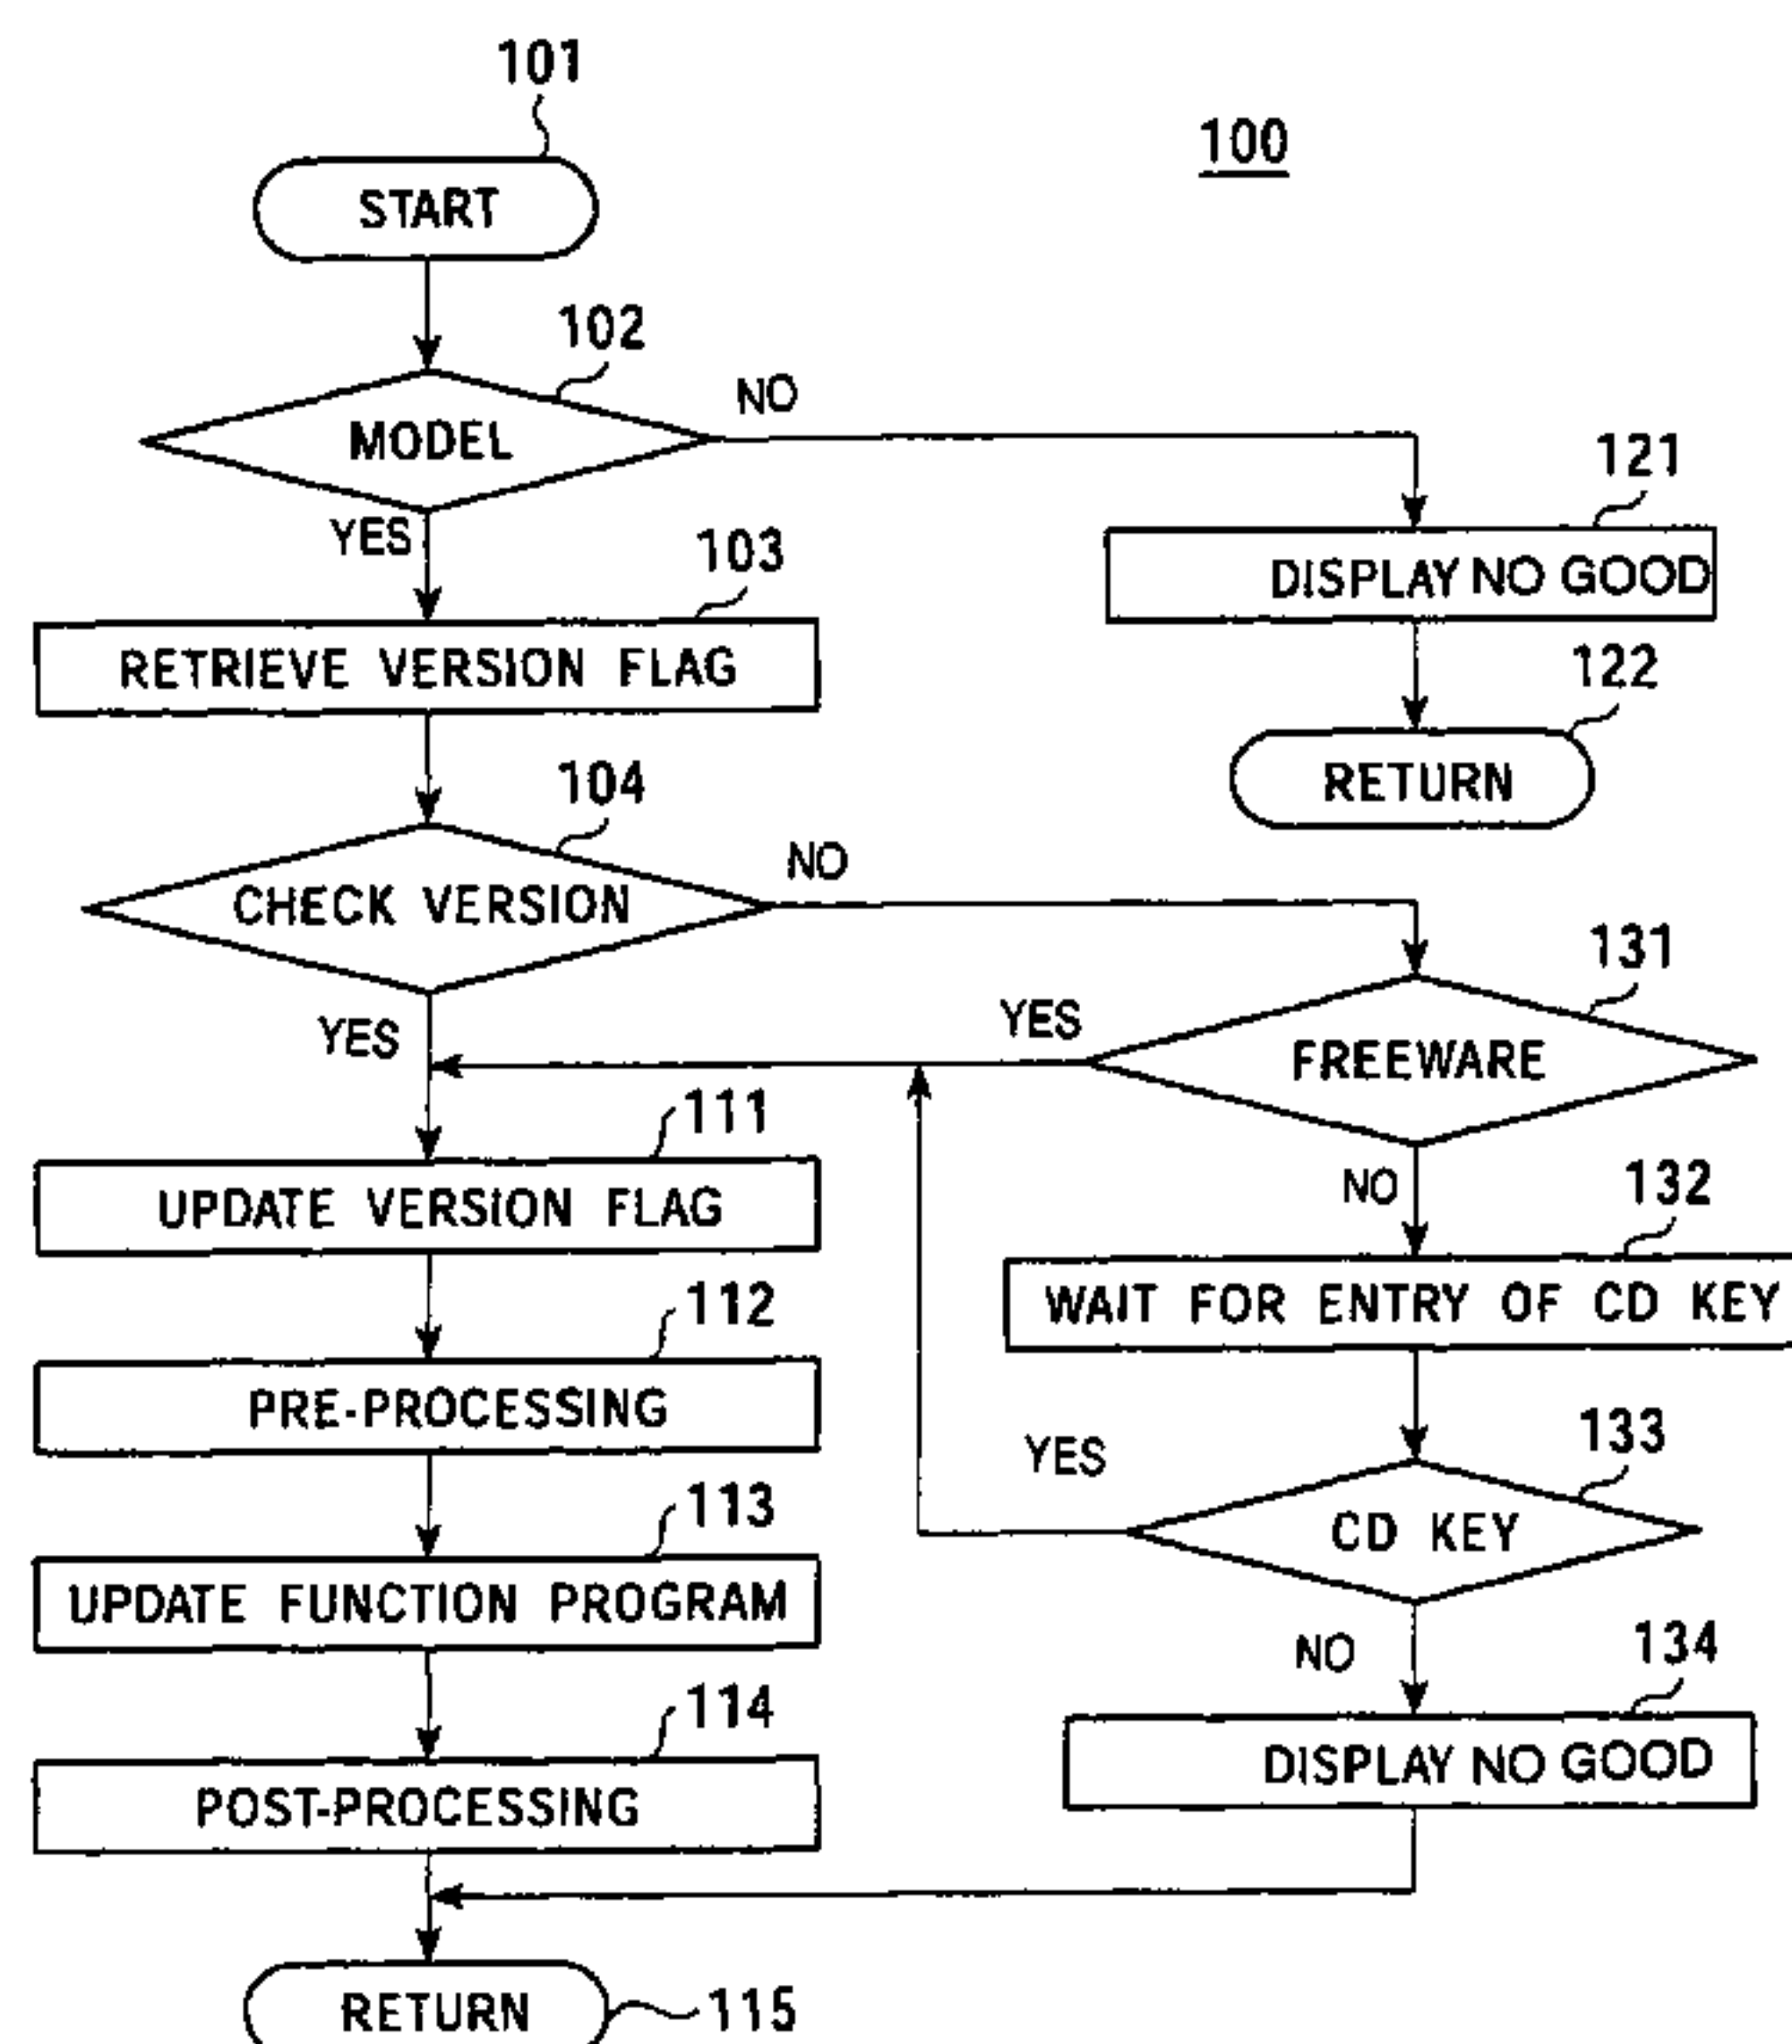 101
100
START
102
NO
MODEL
121
YES
103
DISPLAY NO GOOD
RETRIEVE VERSION FLAG
122
104
RETURN
NO
CHECK VERSION
131
YES
YES
FREEWARE
111
UPDATE VERSION FLAG
NO
132
112
WAIT FOR ENTRY OF CD KEY
PRE-PROCESSING
133
YES
113
CD KEY
UPDATE FUNCTION PROGRAM
NO
134
114
DISPLAY NO GOOD
POST-PROCESSING
RETURN
115